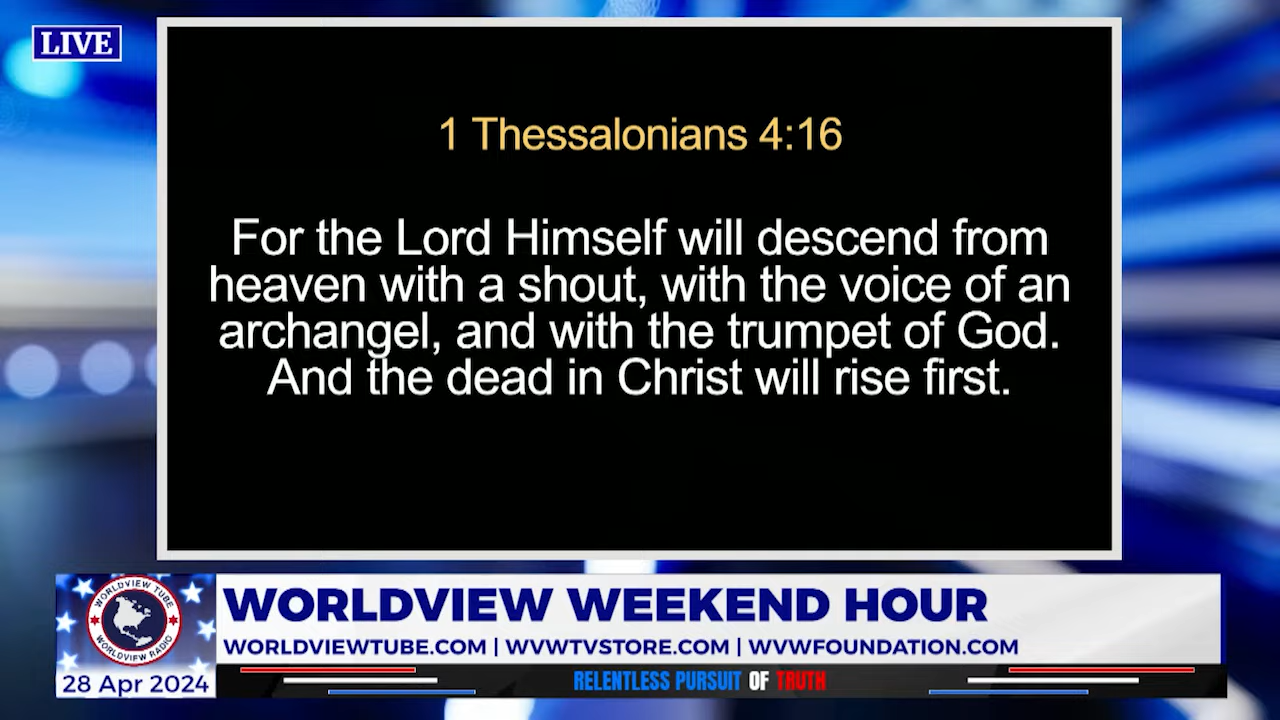 LIVE
1 Thessalonians 4:16
For the Lord Himself will descend from
heaven with a shout, with the voice of an
archangel, and with the trumpet of God.
And the dead in Christ will rise first.
WORLDVIEW TUBE
WORLDVIEW RADIO
28 Apr 2024
WORLDVIEW WEEKEND HOUR
WORLDVIEWTUBE.COM | WVWTVSTORE.COM | WVWFOUNDATION.COM
RELENTLESS PURSUIT OF TRUTH